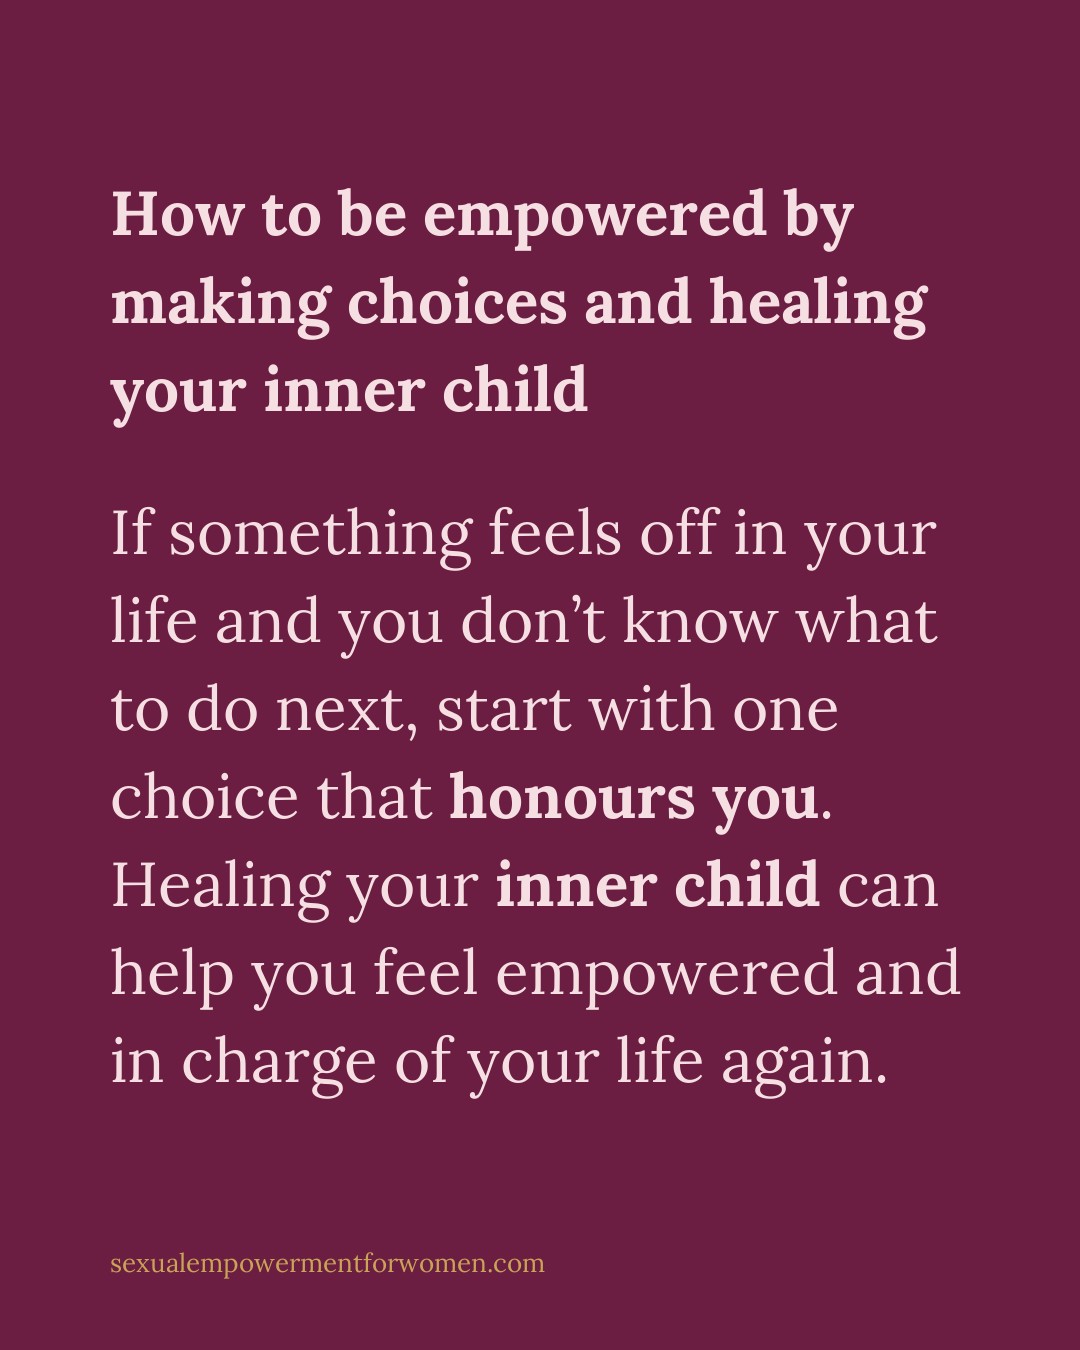 How to be empowered by
making choices and healing
your inner child
If something feels off in your
life and you don’t know what
to do next, start with one
choice that honours you.
Healing your inner child can
help you feel empowered and
in charge of your life again.
sexualempowermentforwomen.com